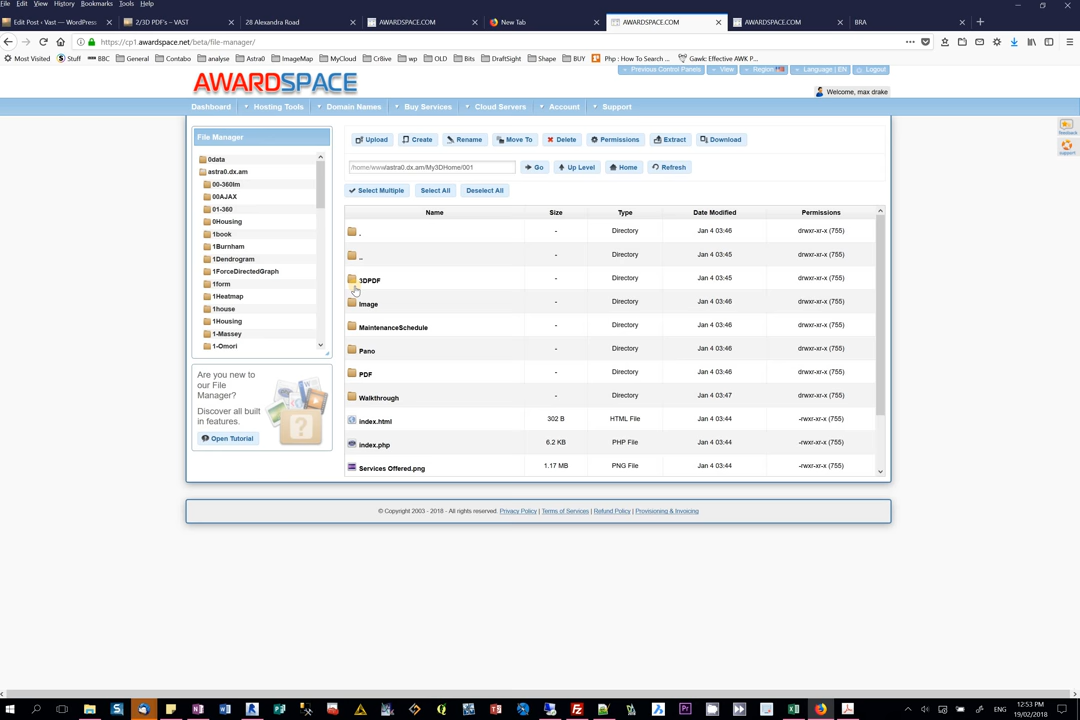 File Edit View History Bookmarks Tools Help
Edit Post ‹ Vast — WordPress
2/3D PDF's – VAST
28 Alexandra Road
AWARDSPACE.COM
New Tab
AWARDSPACE.COM
AWARDSPACE.COM
BRA
https://cp1.awardspace.net/beta/file-manager/
Most Visited Stuff BBC General Contabo analyse Astra0 ImageMap MyCloud Cr8ive wp OLD Bits DraftSight Shape BUY Php : How To Search ... Gawk: Effective AWK P...
AWARDSPACE
Previous Control Panels View Region Language | EN Logout
Welcome, max drake
Dashboard Hosting Tools Domain Names Buy Services Cloud Servers Account Support
File Manager
0data
astra0.dx.am
00-360tm
00AJAX
01-360
0Housing
1book
1Burnham
1Dendrogram
1ForceDirectedGraph
1form
1Heatmap
1house
1Housing
1-Massey
1-Omori
Are you new to our File Manager?
Discover all built in features.
Open Tutorial
Upload Create Rename Move To Delete Permissions Extract Download
/home/www/astra0.dx.am/My3DHome/001 Go Up Level Home Refresh
Select Multiple Select All Deselect All
Name Size Type Date Modified Permissions
. - Directory Jan 4 03:46 drwxr-xr-x (755)
.. - Directory Jan 4 03:45 drwxr-xr-x (755)
3DPDF - Directory Jan 4 03:45 drwxr-xr-x (755)
Image - Directory Jan 4 03:46 drwxr-xr-x (755)
MaintenanceSchedule - Directory Jan 4 03:46 drwxr-xr-x (755)
Pano - Directory Jan 4 03:46 drwxr-xr-x (755)
PDF - Directory Jan 4 03:46 drwxr-xr-x (755)
Walkthrough - Directory Jan 4 03:47 drwxr-xr-x (755)
index.html 302 B HTML File Jan 4 03:44 -rwxr-xr-x (755)
index.php 6.2 KB PHP File Jan 4 03:44 -rwxr-xr-x (755)
Services Offered.png 1.17 MB PNG File Jan 4 03:44 -rwxr-xr-x (755)
© Copyright 2003 - 2018 - All rights reserved. Privacy Policy | Terms of Services | Refund Policy | Provisioning & Invoicing
feedback
support
ENG
12:53 PM
19/02/2018